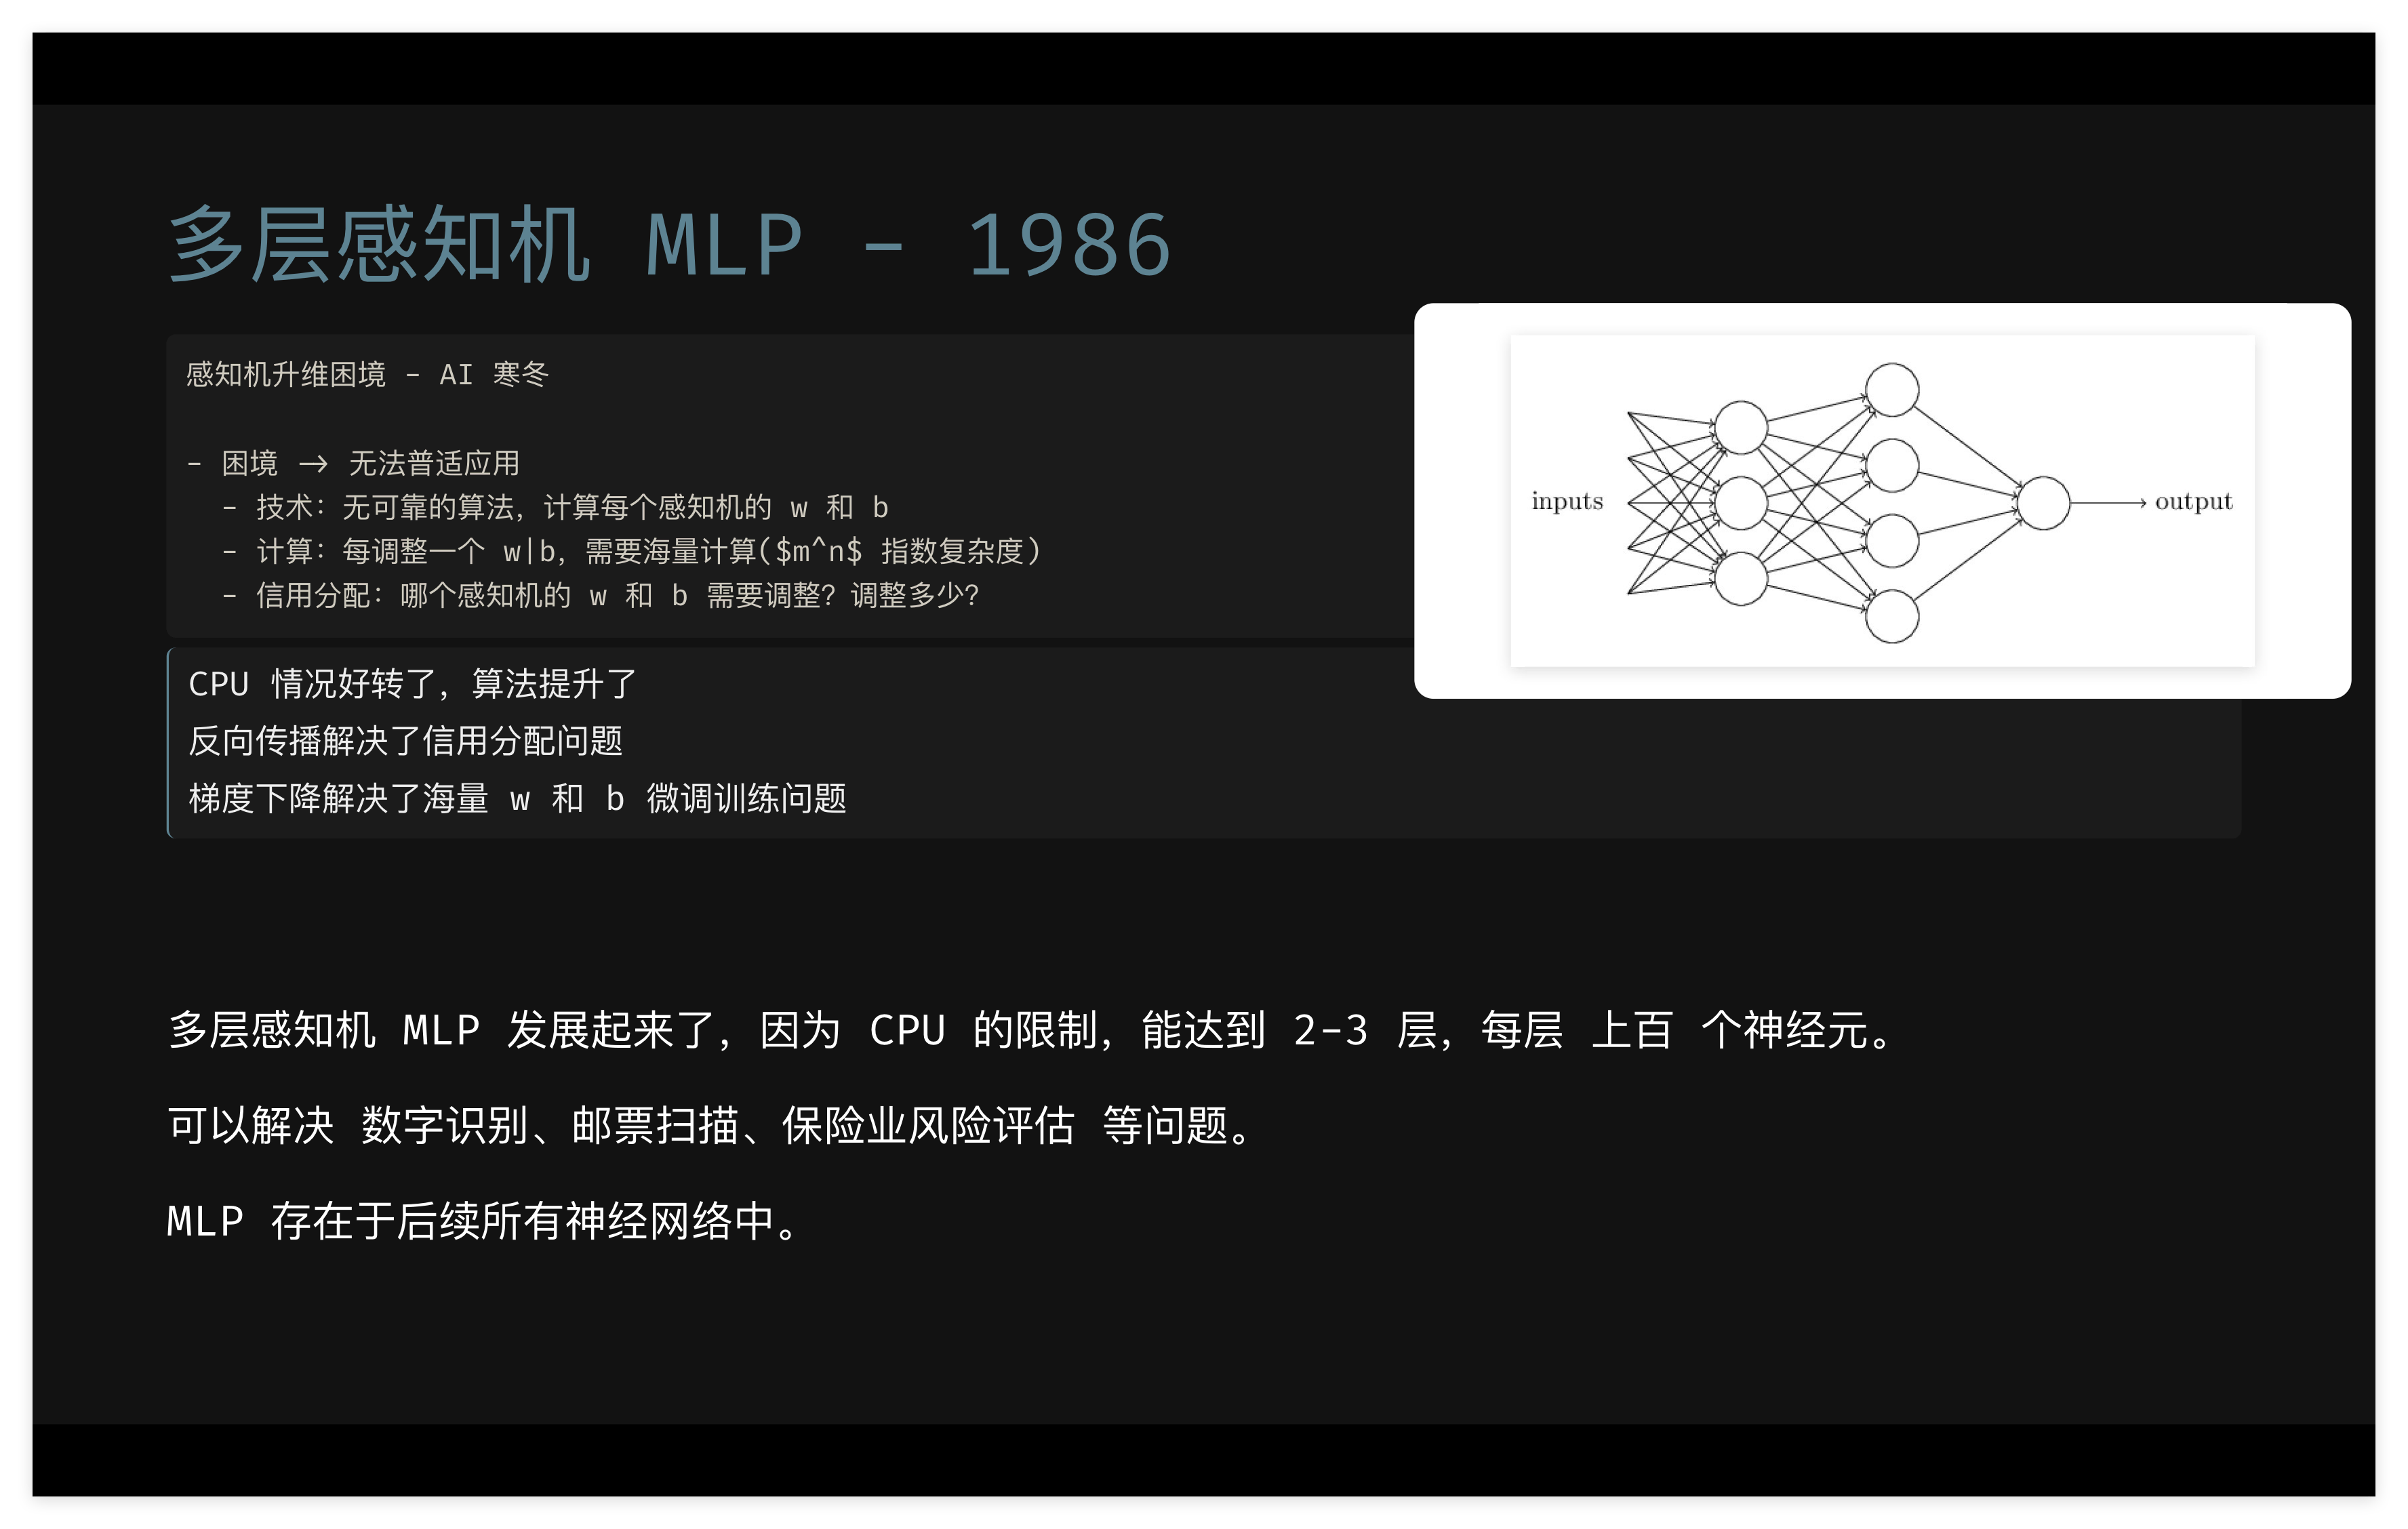 多层感知机 MLP - 1986
感知机升维困境 - AI 寒冬
- 困境 -> 无法普适应用
- 技术：无可靠的算法，计算每个感知机的 w 和 b
- 计算：每调整一个 w|b，需要海量计算($m^n$ 指数复杂度)
- 信用分配：哪个感知机的 w 和 b 需要调整？调整多少？
inputs
output
CPU 情况好转了，算法提升了
反向传播解决了信用分配问题
梯度下降解决了海量 w 和 b 微调训练问题
多层感知机 MLP 发展起来了，因为 CPU 的限制，能达到 2-3 层，每层 上百 个神经元。
可以解决 数字识别、邮票扫描、保险业风险评估 等问题。
MLP 存在于后续所有神经网络中。